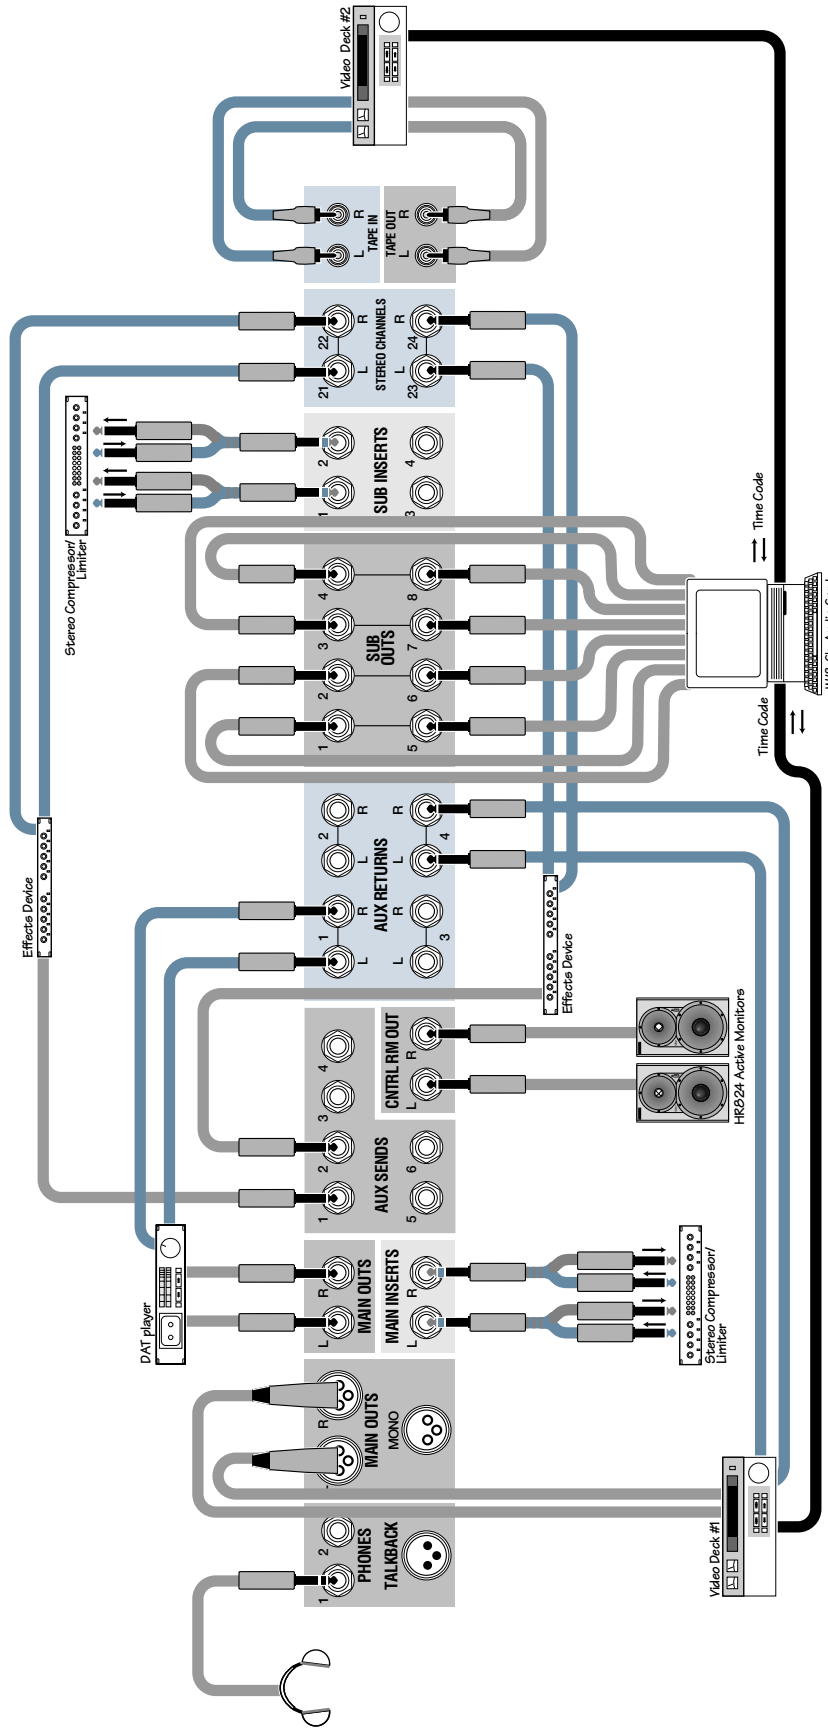 Effects Device
Stereo Compressor/
Limiter
DAT player
Video Deck #2
1 2
PHONES
TALKBACK
R
MAIN OUTS
MONO
L R
MAIN OUTS
MAIN INSERTS
L R
1 2 3 4
AUX SENDS
5 6
CNTRL RM OUT
L R
1 2
L R R
AUX RETURNS
L R L R
3 4
1 2 3 4
SUB
OUTS
5 6 7 8
1 2
SUB INSERTS
3 4
21 22
L R
STEREO CHANNELS
L R
23 24
L R
TAPE IN
TAPE OUT
L R
Effects Device
HR824 Active Monitors
Stereo Compressor/
Limiter
Video Deck #1
Time Code
Time Code